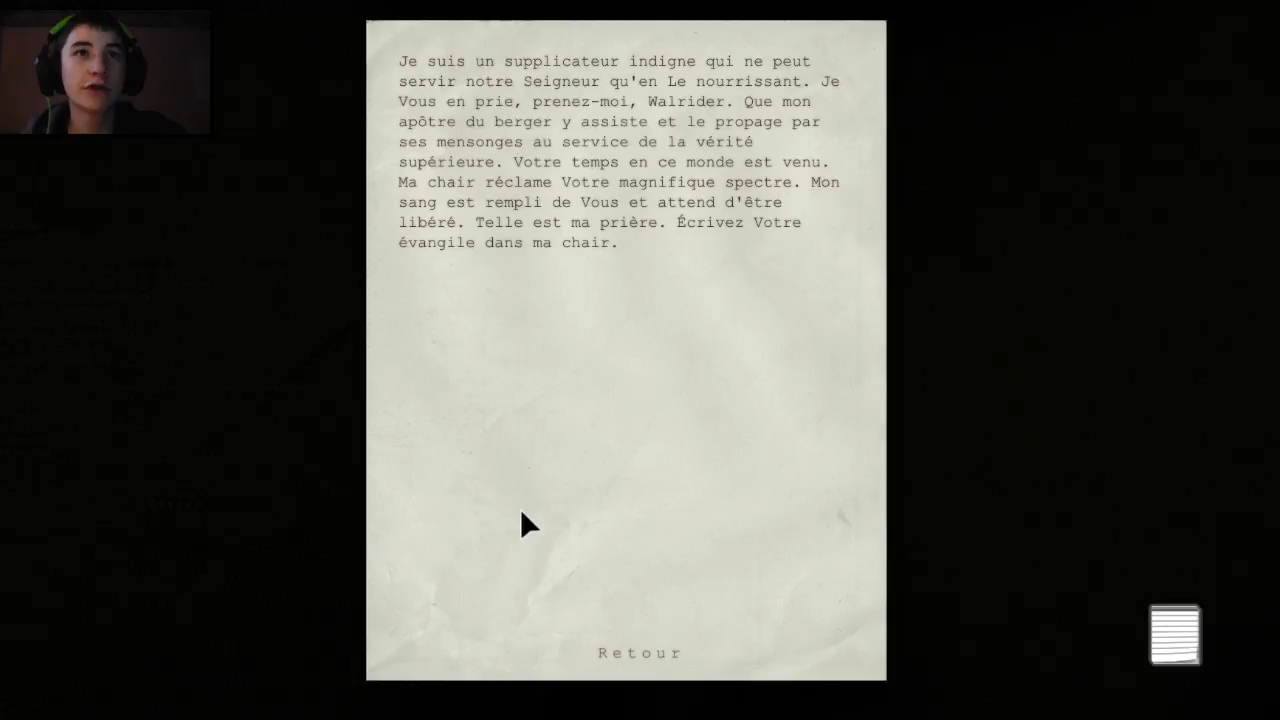 Je suis un supplicateur indigne qui ne peut
servir notre Seigneur qu'en Le nourrissant. Je
Vous en prie, prenez-moi, Walrider. Que mon
apôtre du berger y assiste et le propage par
ses mensonges au service de la vérité
supérieure. Votre temps en ce monde est venu.
Ma chair réclame Votre magnifique spectre. Mon
sang est rempli de Vous et attend d'être
libéré. Telle est ma prière. Écrivez Votre
évangile dans ma chair.
Retour